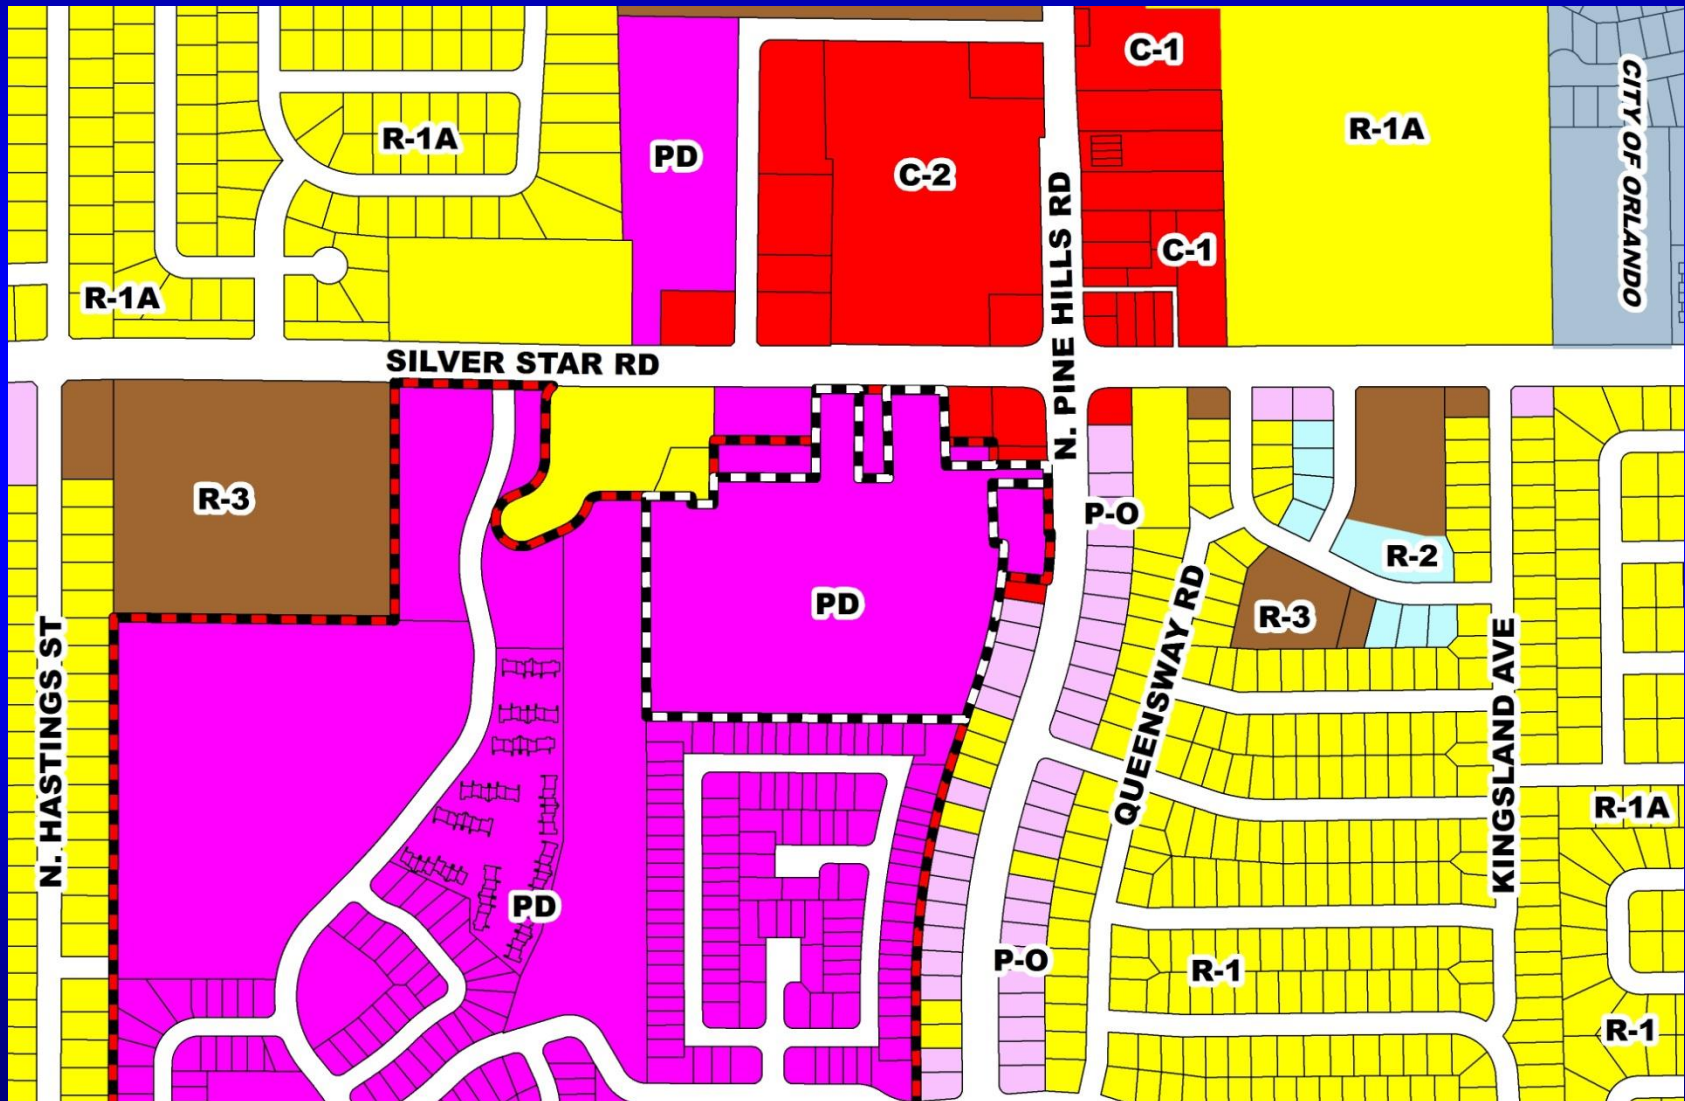 C-1
R-1A
CITY OF ORLANDO
R-1A
PD
C-2
C-1
R-1A
N. PINE HILLS RD
SILVER STAR RD
R-3
P-O
R-2
PD
R-3
QUEENSWAY RD
KINGSLAND AVE
N. HASTINGS ST
R-1A
PD
P-O
R-1
R-1